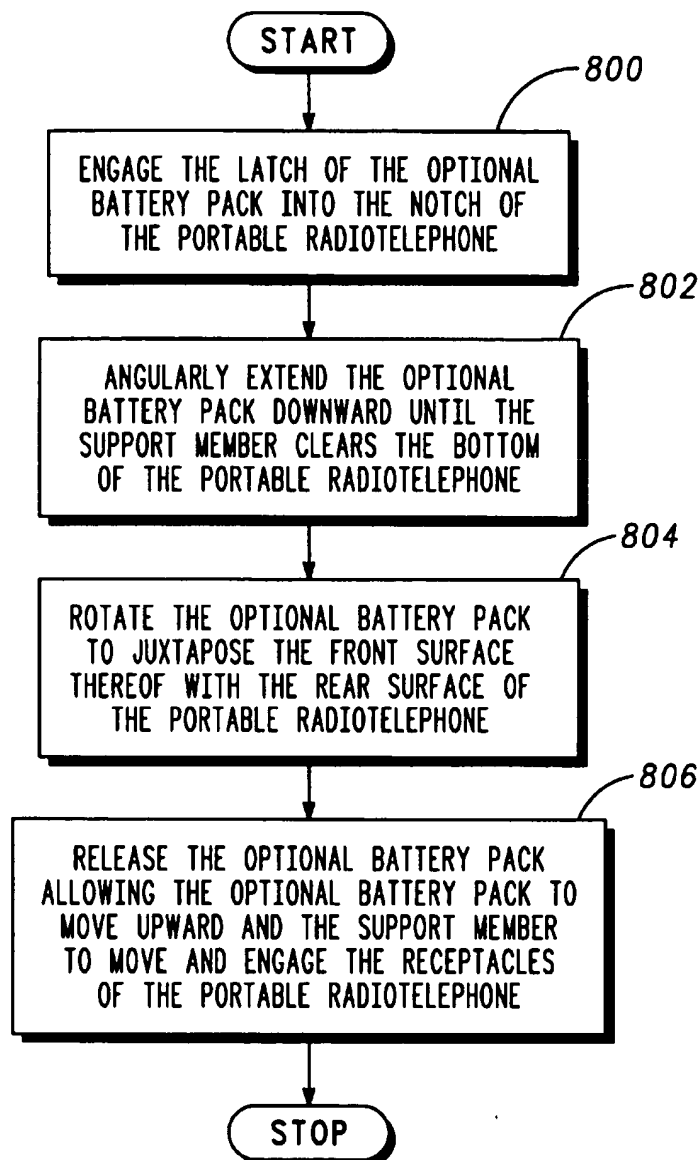 START
800
ENGAGE THE LATCH OF THE OPTIONAL
BATTERY PACK INTO THE NOTCH OF
THE PORTABLE RADIOTELEPHONE
802
ANGULARLY EXTEND THE OPTIONAL
BATTERY PACK DOWNWARD UNTIL THE
SUPPORT MEMBER CLEARS THE BOTTOM
OF THE PORTABLE RADIOTELEPHONE
804
ROTATE THE OPTIONAL BATTERY PACK
TO JUXTAPOSE THE FRONT SURFACE
THEREOF WITH THE REAR SURFACE OF
THE PORTABLE RADIOTELEPHONE
806
RELEASE THE OPTIONAL BATTERY PACK
ALLOWING THE OPTIONAL BATTERY PACK TO
MOVE UPWARD AND THE SUPPORT MEMBER
TO MOVE AND ENGAGE THE RECEPTACLES
OF THE PORTABLE RADIOTELEPHONE
STOP